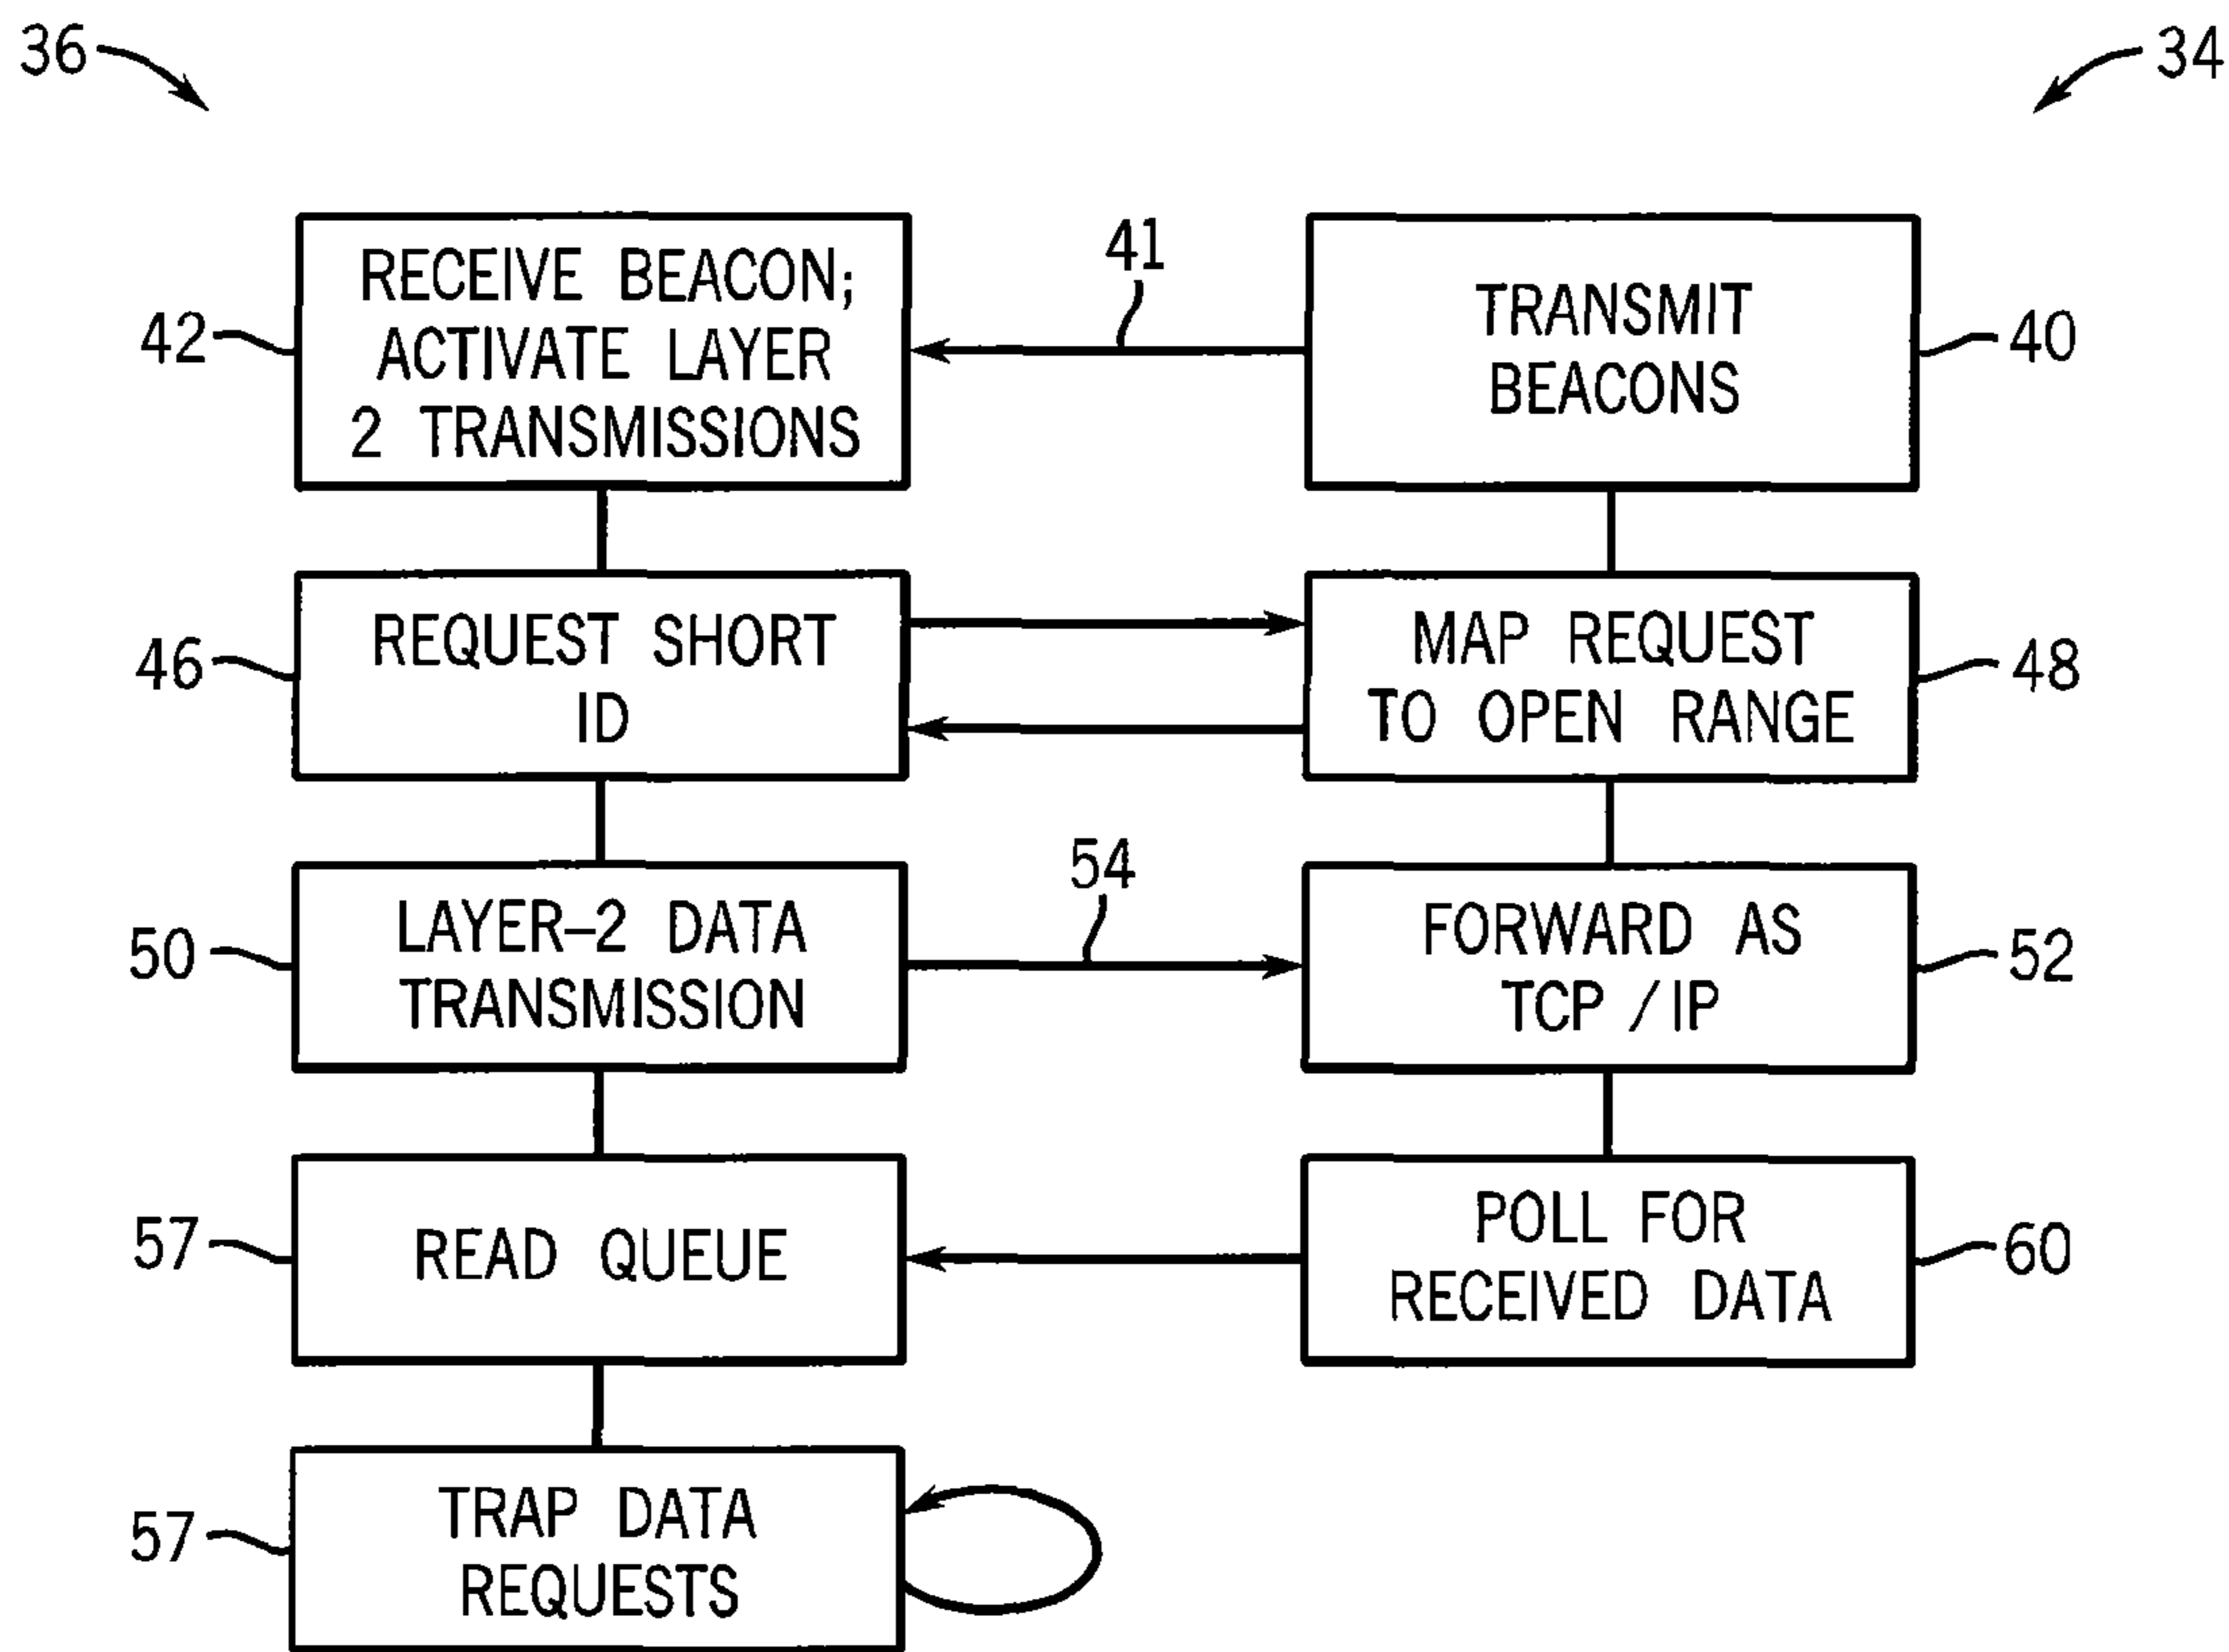 36
34
RECEIVE BEACON;
ACTIVATE LAYER
2 TRANSMISSIONS
42
41
TRANSMIT
BEACONS
40
REQUEST SHORT
ID
46
MAP REQUEST
TO OPEN RANGE
48
LAYER-2 DATA
TRANSMISSION
50
54
FORWARD AS
TCP/IP
52
READ QUEUE
57
POLL FOR
RECEIVED DATA
60
TRAP DATA
REQUESTS
57